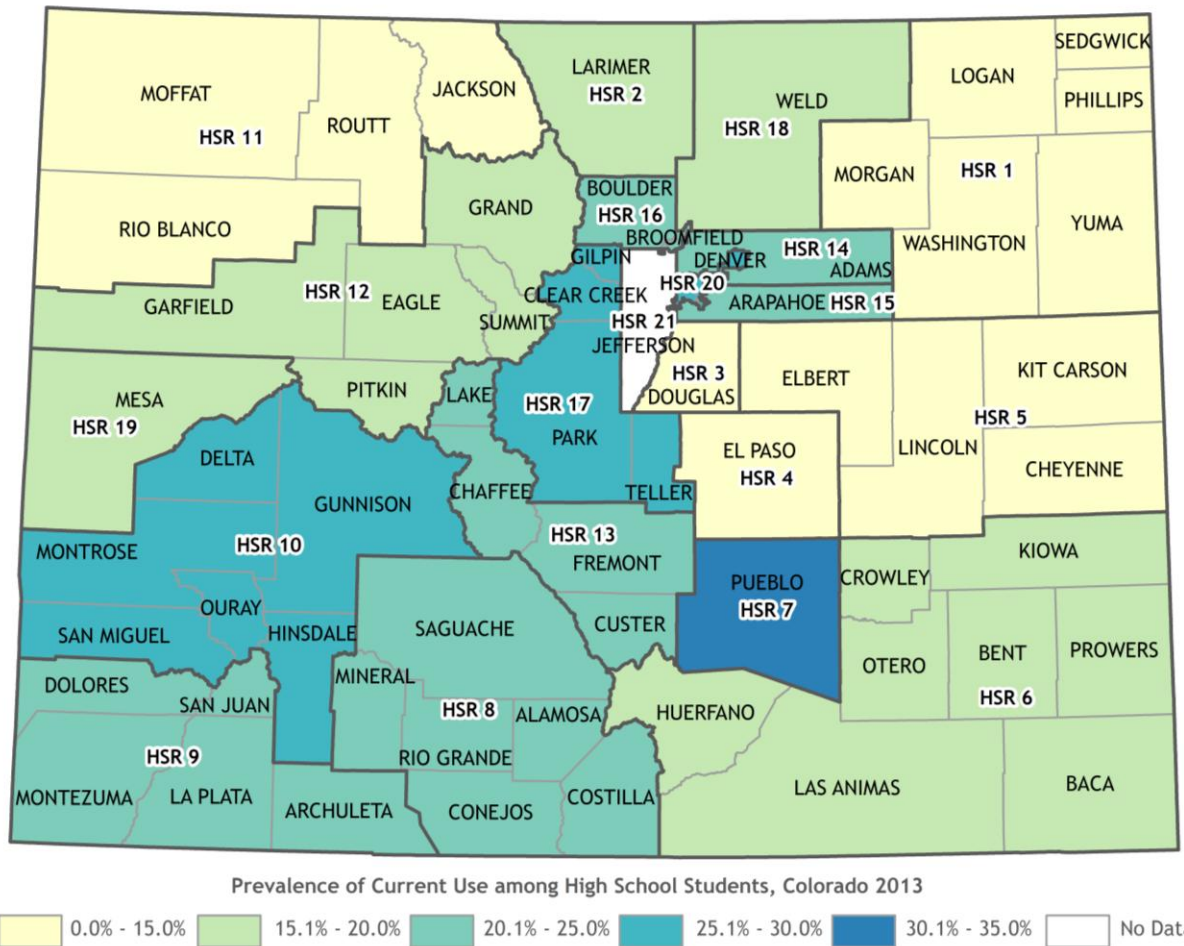 SEDGWICK
LARIMER
LOGAN
HSR 2
JACKSON
MOFFAT
WELD
PHILLIPS
ROUTT
HSR 18
HSR 11
HSR 1
MORGAN
BOULDER
GRAND
HSR 16
YUMA
RIO BLANCO
BROOMFIELD
HSR 14
WASHINGTON
GILPIN
DENVER
ADAMS
HSR 20
HSR 12
CLEAR CREEK
GARFIELD
EAGLE
ARAPAHOE HSR 15
SUMMIT
HSR 21
JEFFERSON
HSR 3
KIT CARSON
ELBERT
PITKIN
LAKE
DOUGLAS
MESA
HSR 17
HSR 5
HSR 19
PARK
EL PASO
LINCOLN
DELTA
HSR 4
CHEYENNE
CHAFFEE
TELLER
GUNNISON
HSR 13
MONTROSE
HSR 10
KIOWA
FREMONT
PUEBLO
CROWLEY
OURAY
HSR 7
CUSTER
SAN MIGUEL
HINSDALE
SAGUACHE
BENT
PROWERS
OTERO
MINERAL
DOLORES
HSR 6
SAN JUAN
HSR 8
ALAMOSA
HUERFANO
HSR 9
RIO GRANDE
BACA
LAS ANIMAS
MONTEZUMA
LA PLATA
COSTILLA
ARCHULETA
CONEJOS
Prevalence of Current Use among High School Students, Colorado 2013
0.0% - 15.0% 15.1% - 20.0% 20.1% - 25.0% 25.1% - 30.0% 30.1% - 35.0% No Dat